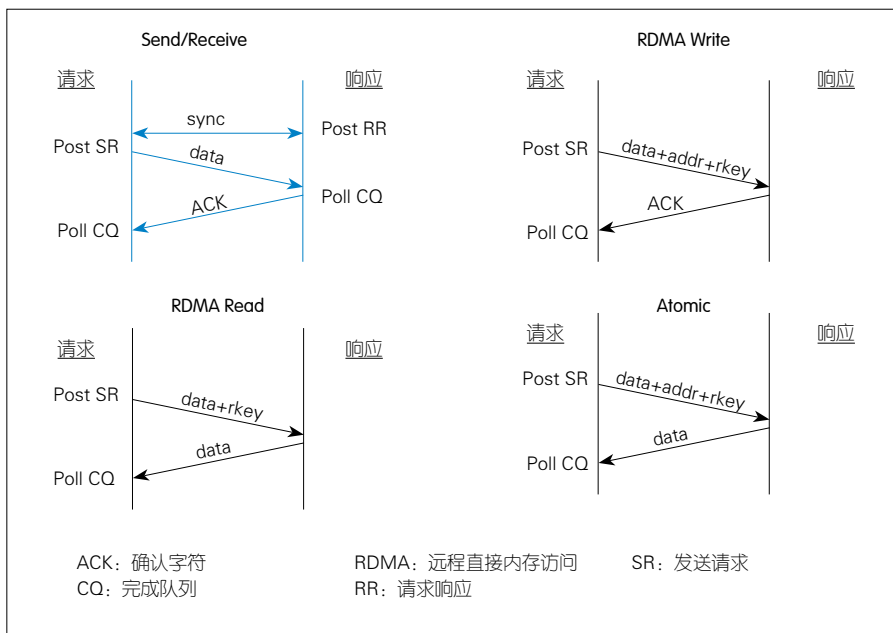 Send/Receive
请求
响应
sync
Post SR
Post RR
data
ACK
Poll CQ
Poll CQ
RDMA Write
请求
响应
Post SR
data+addr+rkey
ACK
Poll CQ
RDMA Read
请求
响应
Post SR
data+rkey
data
Poll CQ
Atomic
请求
响应
Post SR
data+addr+rkey
data
Poll CQ
ACK：确认字符
RDMA：远程直接内存访问
SR：发送请求
CQ：完成队列
RR：请求响应